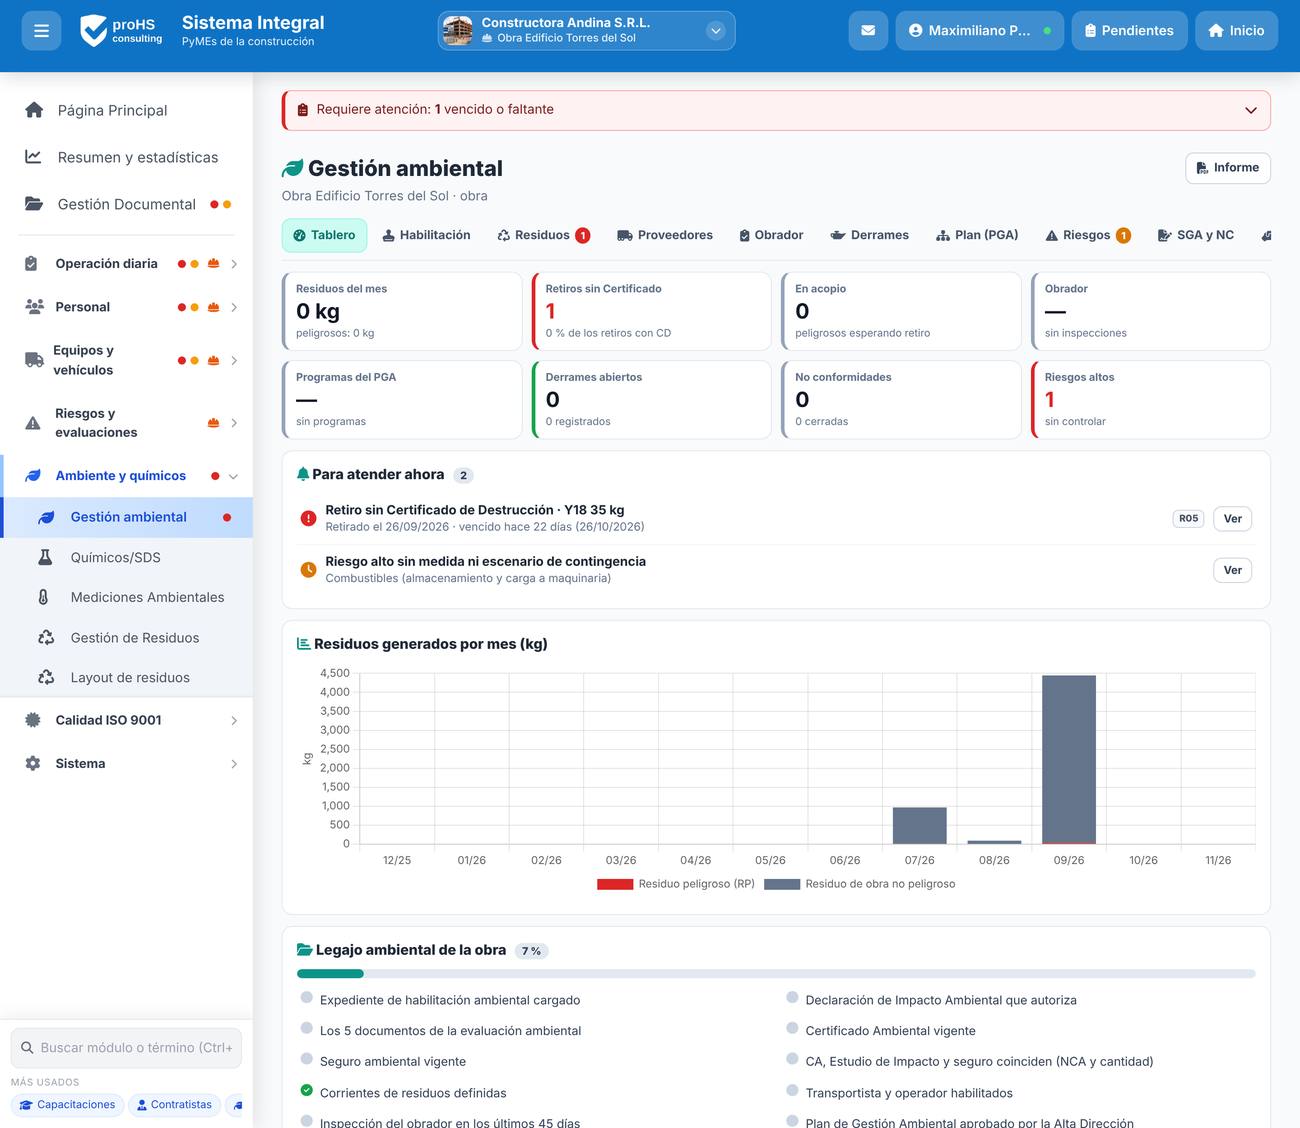 proHS
consulting
Sistema Integral
PyMEs de la construcción
Constructora Andina S.R.L.
Obra Edificio Torres del Sol
Maximiliano P...
Pendientes
Inicio
Página Principal
Resumen y estadísticas
Gestión Documental
Operación diaria
Personal
Equipos y
vehículos
Riesgos y
evaluaciones
Ambiente y químicos
Gestión ambiental
Químicos/SDS
Mediciones Ambientales
Gestión de Residuos
Layout de residuos
Calidad ISO 9001
Sistema
Buscar módulo o término (Ctrl+
MÁS USADOS
Capacitaciones
Contratistas
Requiere atención: 1 vencido o faltante
Gestión ambiental
Obra Edificio Torres del Sol · obra
Informe
Tablero
Habilitación
Residuos 1
Proveedores
Obrador
Derrames
Plan (PGA)
Riesgos 1
SGA y NC
Residuos del mes
0 kg
peligrosos: 0 kg
Retiros sin Certificado
1
0 % de los retiros con CD
En acopio
0
peligrosos esperando retiro
Obrador
—
sin inspecciones
Programas del PGA
—
sin programas
Derrames abiertos
0
0 registrados
No conformidades
0
0 cerradas
Riesgos altos
1
sin controlar
Para atender ahora 2
Retiro sin Certificado de Destrucción · Y18 35 kg
Retirado el 26/09/2026 · vencido hace 22 días (26/10/2026)
R05
Ver
Riesgo alto sin medida ni escenario de contingencia
Combustibles (almacenamiento y carga a maquinaria)
Ver
Residuos generados por mes (kg)
4,500
4,000
3,500
3,000
2,500
2,000
1,500
1,000
500
0
kg
12/25 01/26 02/26 03/26 04/26 05/26 06/26 07/26 08/26 09/26 10/26 11/26
Residuo peligroso (RP) Residuo de obra no peligroso
Legajo ambiental de la obra 7 %
Expediente de habilitación ambiental cargado
Declaración de Impacto Ambiental que autoriza
Los 5 documentos de la evaluación ambiental
Certificado Ambiental vigente
Seguro ambiental vigente
CA, Estudio de Impacto y seguro coinciden (NCA y cantidad)
Corrientes de residuos definidas
Transportista y operador habilitados
Inspección del obrador en los últimos 45 días
Plan de Gestión Ambiental aprobado por la Alta Dirección